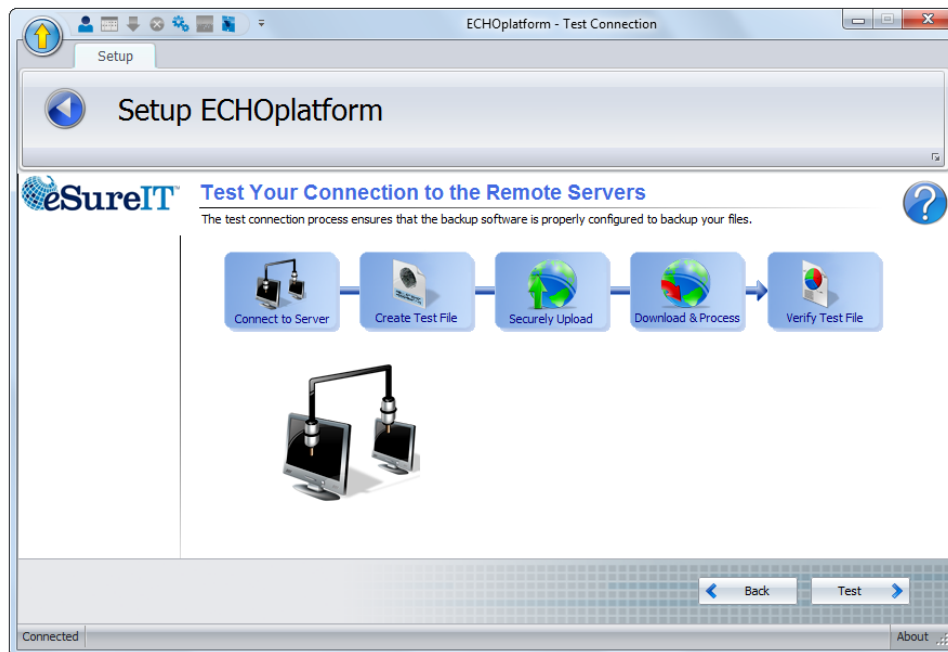 ECHOplatform - Test Connection
Setup
Setup ECHOplatform
eSureIT™
Test Your Connection to the Remote Servers
The test connection process ensures that the backup software is properly configured to backup your files.
Connect to Server
Create Test File
Securely Upload
Download & Process
Verify Test File
Back
Test
Connected
About